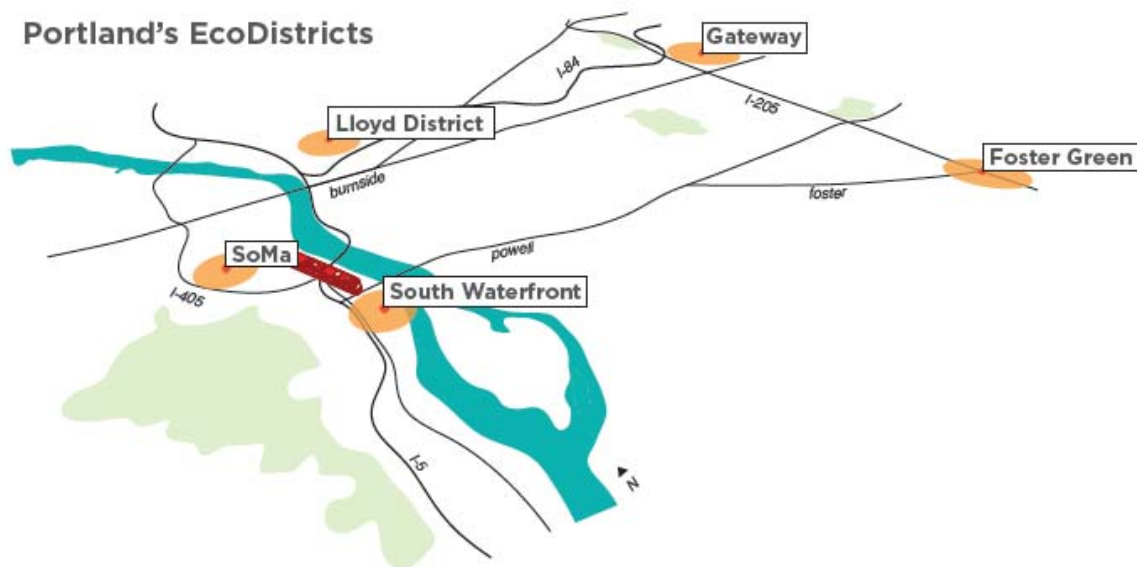 Portland's EcoDistricts
Gateway
I-84
I-205
Lloyd District
Foster Green
burnside
foster
SoMa
powell
I-405
South Waterfront
I-5
N